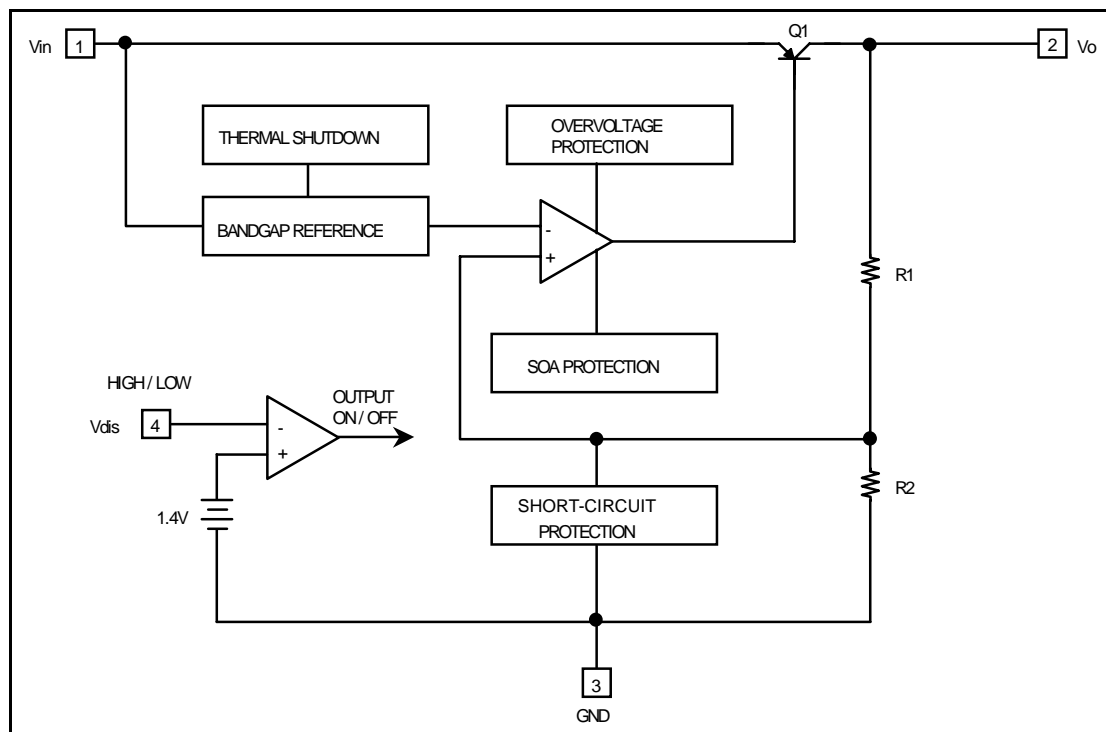 Q1
Vin 1
2 Vo
THERMAL SHUTDOWN
OVERVOLTAGE
PROTECTION
BANDGAP REFERENCE
-
+
R1
SOA PROTECTION
HIGH / LOW
OUTPUT
ON / OFF
Vdis 4
-
+
1.4V
R2
SHORT-CIRCUIT
PROTECTION
3
GND